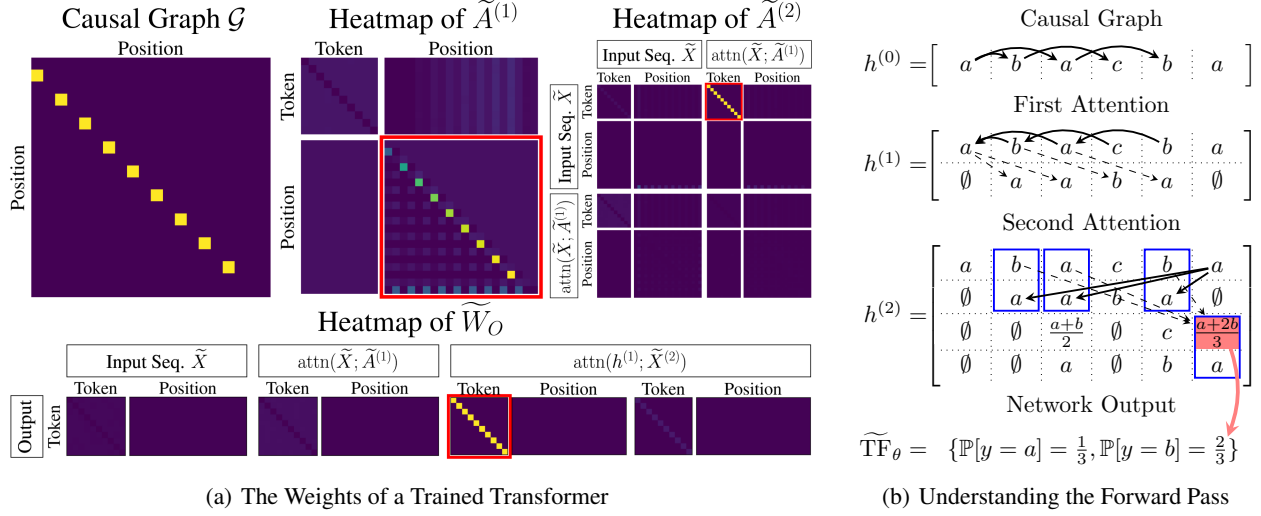 Causal Graph 𝒢
Position
Position
Heatmap of Ã⁽¹⁾
Token Position
Token
Position
Heatmap of Ã⁽²⁾
Input Seq. X̃ attn(X̃; Ã⁽¹⁾)
Token Position Token Position
Input Seq. X̃
Token
Position
attn(X̃; Ã⁽¹⁾)
Token
Position
Heatmap of W̃_O
Input Seq. X̃ attn(X̃; Ã⁽¹⁾) attn(h⁽¹⁾; X̃⁽²⁾)
Token Position Token Position Token Position Token Position
Output
Token
(a) The Weights of a Trained Transformer
Causal Graph
h⁽⁰⁾ = [ a b a c b a ]
First Attention
h⁽¹⁾ = [ a b a c b a
∅ a a b a ∅ ]
Second Attention
h⁽²⁾ = [ a b a c b a
∅ a a b a ∅
∅ ∅ (a+b)/2 ∅ c (a+2b)/3
∅ ∅ a ∅ b a ]
Network Output
T̃F̃_θ = {ℙ[y = a] = 1/3, ℙ[y = b] = 2/3}
(b) Understanding the Forward Pass